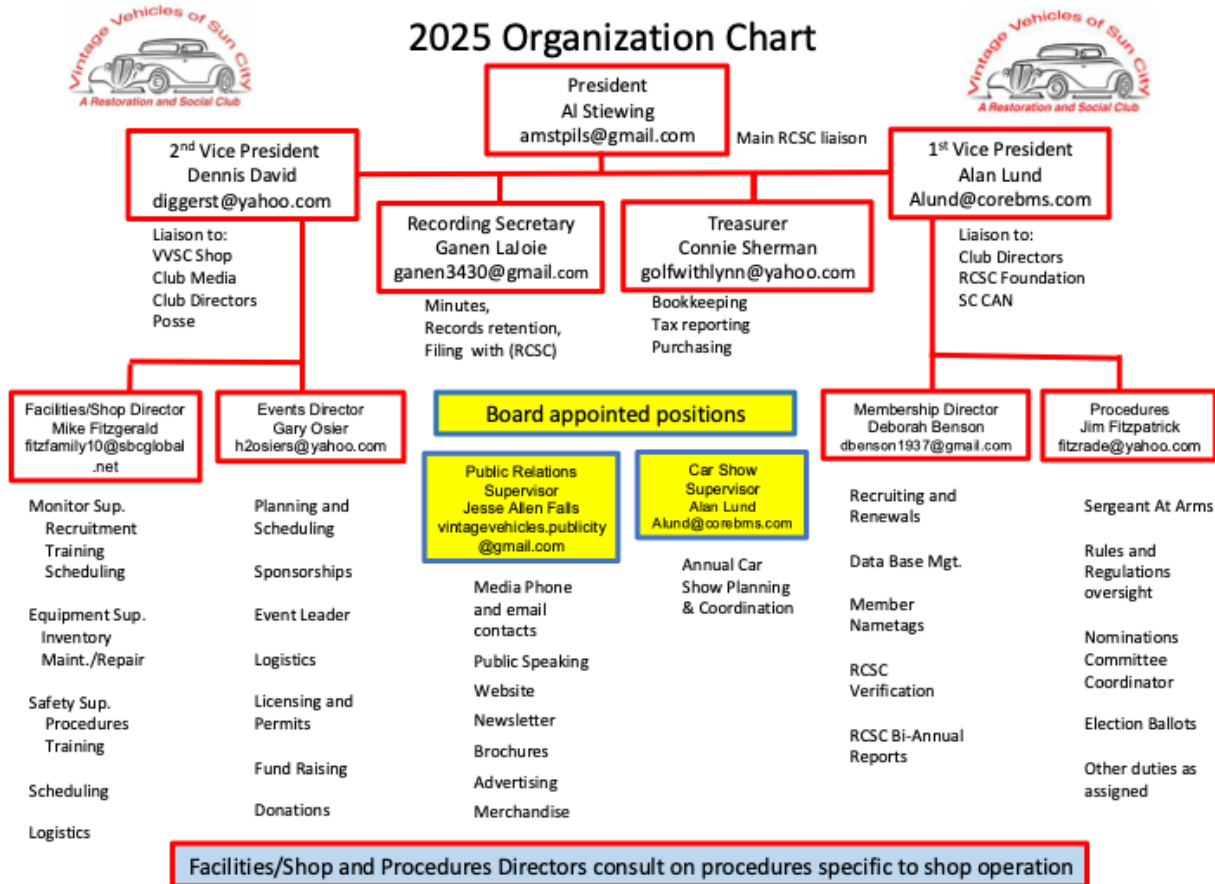 Vintage Vehicles of Sun City
A Restoration and Social Club
2025 Organization Chart
Vintage Vehicles of Sun City
A Restoration and Social Club
President
Al Stiewing
amstpils@gmail.com
Main RCSC liaison
2nd Vice President
Dennis David
diggerst@yahoo.com
1st Vice President
Alan Lund
Alund@corebms.com
Recording Secretary
Ganen LaJoie
ganen3430@gmail.com
Treasurer
Connie Sherman
golfwithlynn@yahoo.com
Liaison to:
VVSC Shop
Club Media
Club Directors
Posse
Minutes,
Records retention,
Filing with (RCSC)
Bookkeeping
Tax reporting
Purchasing
Liaison to:
Club Directors
RCSC Foundation
SC CAN
Facilities/Shop Director
Mike Fitzgerald
fitzfamily10@sbcglobal
.net
Events Director
Gary Osier
h2osiers@yahoo.com
Board appointed positions
Membership Director
Deborah Benson
dbenson1937@gmail.com
Procedures
Jim Fitzpatrick
fitzrade@yahoo.com
Public Relations
Supervisor
Jesse Allen Falls
vintagevehicles.publicity
@gmail.com
Car Show
Supervisor
Alan Lund
Alund@corebms.com
Monitor Sup.
Recruitment
Training
Scheduling
Equipment Sup.
Inventory
Maint./Repair
Safety Sup.
Procedures
Training
Scheduling
Logistics
Planning and
Scheduling
Sponsorships
Event Leader
Logistics
Licensing and
Permits
Fund Raising
Donations
Media Phone
and email
contacts
Public Speaking
Website
Newsletter
Brochures
Advertising
Merchandise
Annual Car
Show Planning
& Coordination
Recruiting and
Renewals
Data Base Mgt.
Member
Nametags
RCSC
Verification
RCSC Bi-Annual
Reports
Sergeant At Arms
Rules and
Regulations
oversight
Nominations
Committee
Coordinator
Election Ballots
Other duties as
assigned
Facilities/Shop and Procedures Directors consult on procedures specific to shop operation